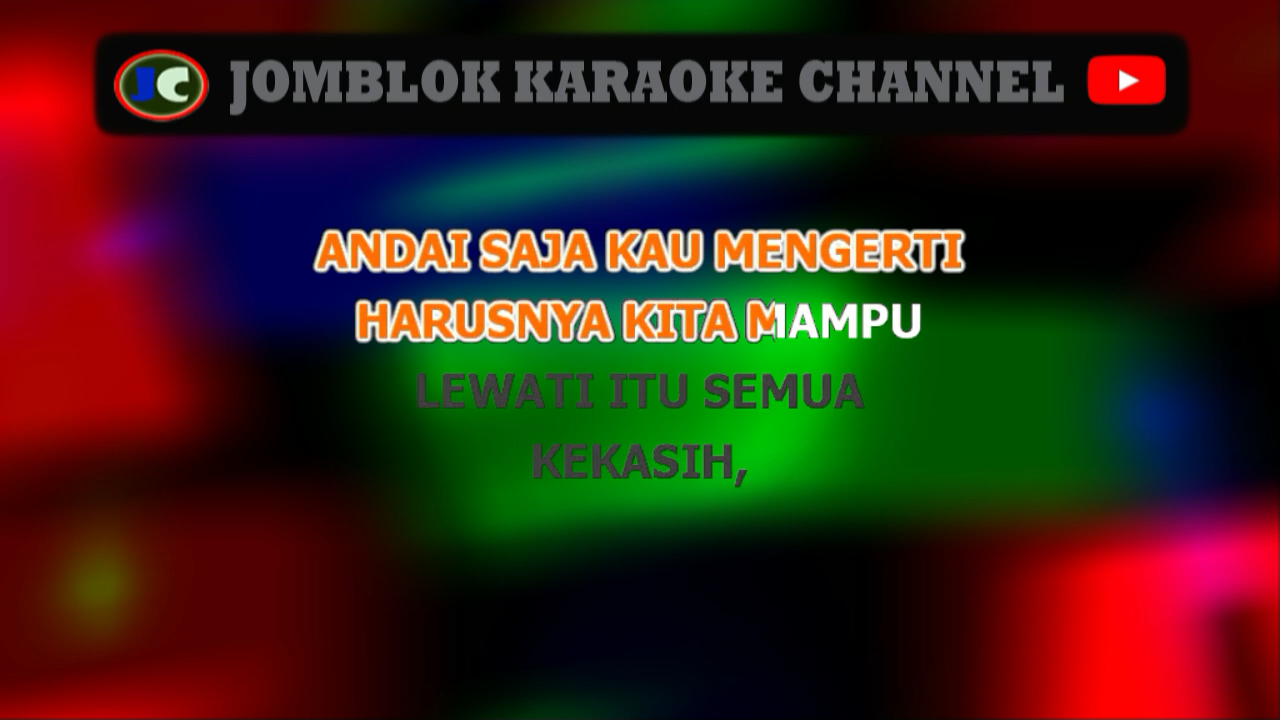 JC JOMBLOK KARAOKE CHANNEL
ANDAI SAJA KAU MENGERTI
HARUSNYA KITA MAMPU
LEWATI ITU SEMUA
KEKASIH,